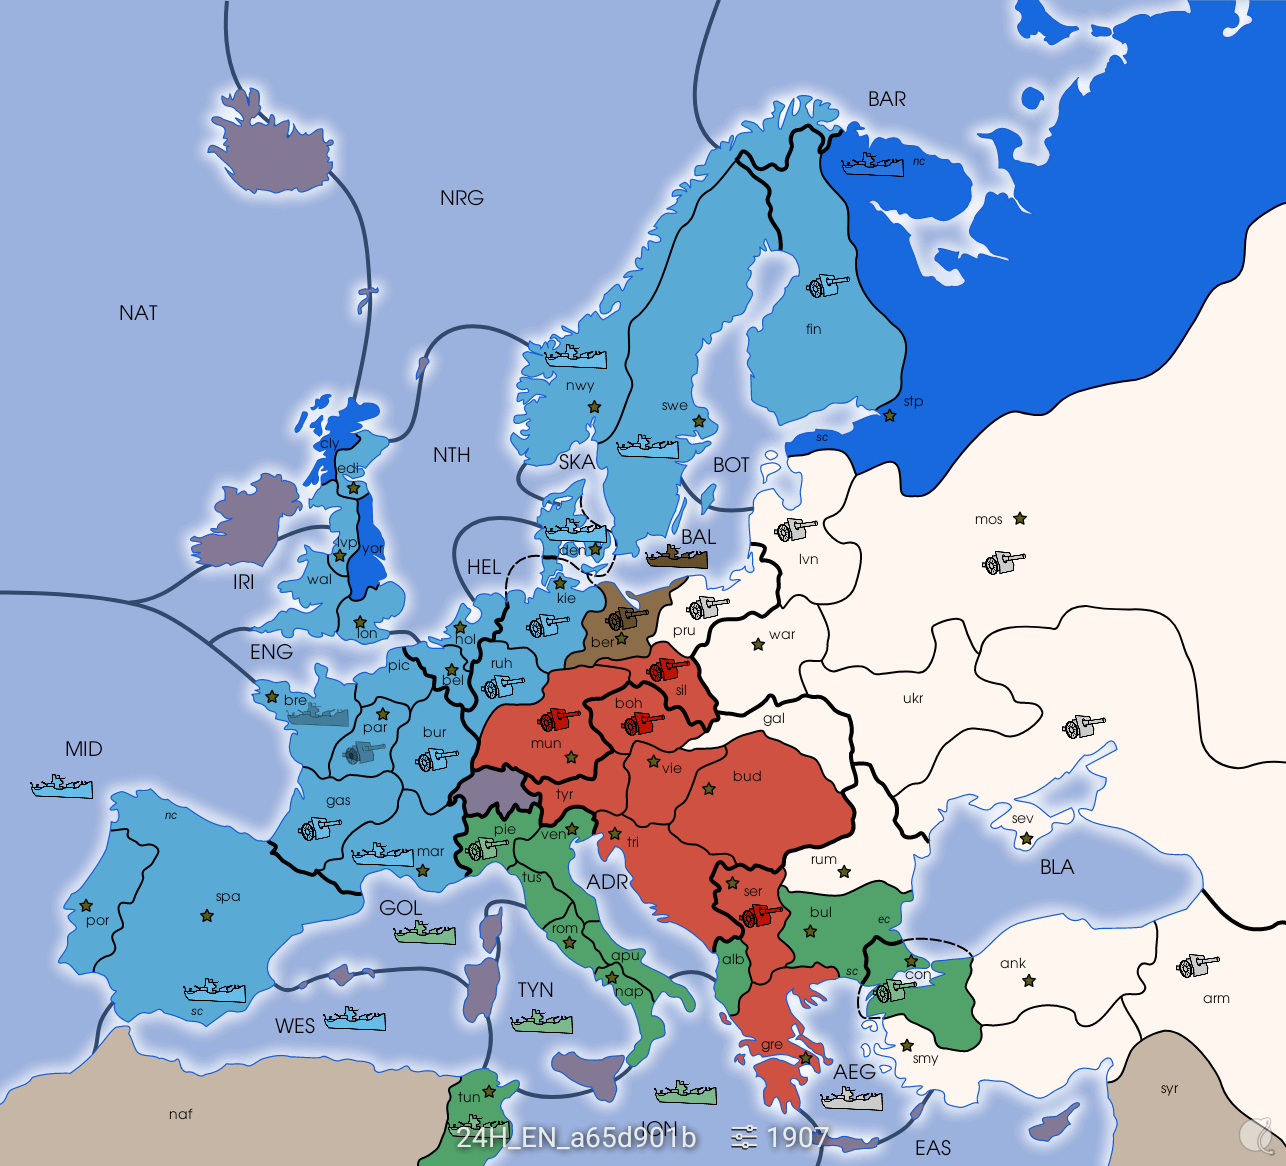 BAR
nc
NRG
NAT
fin
nwy
swe
stp
sc
cly
edi
NTH
SKA
BOT
mos
lvp
yor
den
BAL
lvn
HEL
IRI
wal
kie
lon
hol
ber
pru
war
ENG
pic
bel
ruh
sil
ukr
bre
par
bur
boh
gal
MID
mun
vie
bud
gas
tyr
nc
pie
ven
tri
sev
mar
rum
BLA
tus
ADR
ser
spa
GOL
por
rom
bul
ec
apu
alb
sc
con
ank
TYN
nap
arm
sc
WES
gre
smy
AEG
tun
syr
naf
ION
24H_EN_a65d901b 1907
EAS